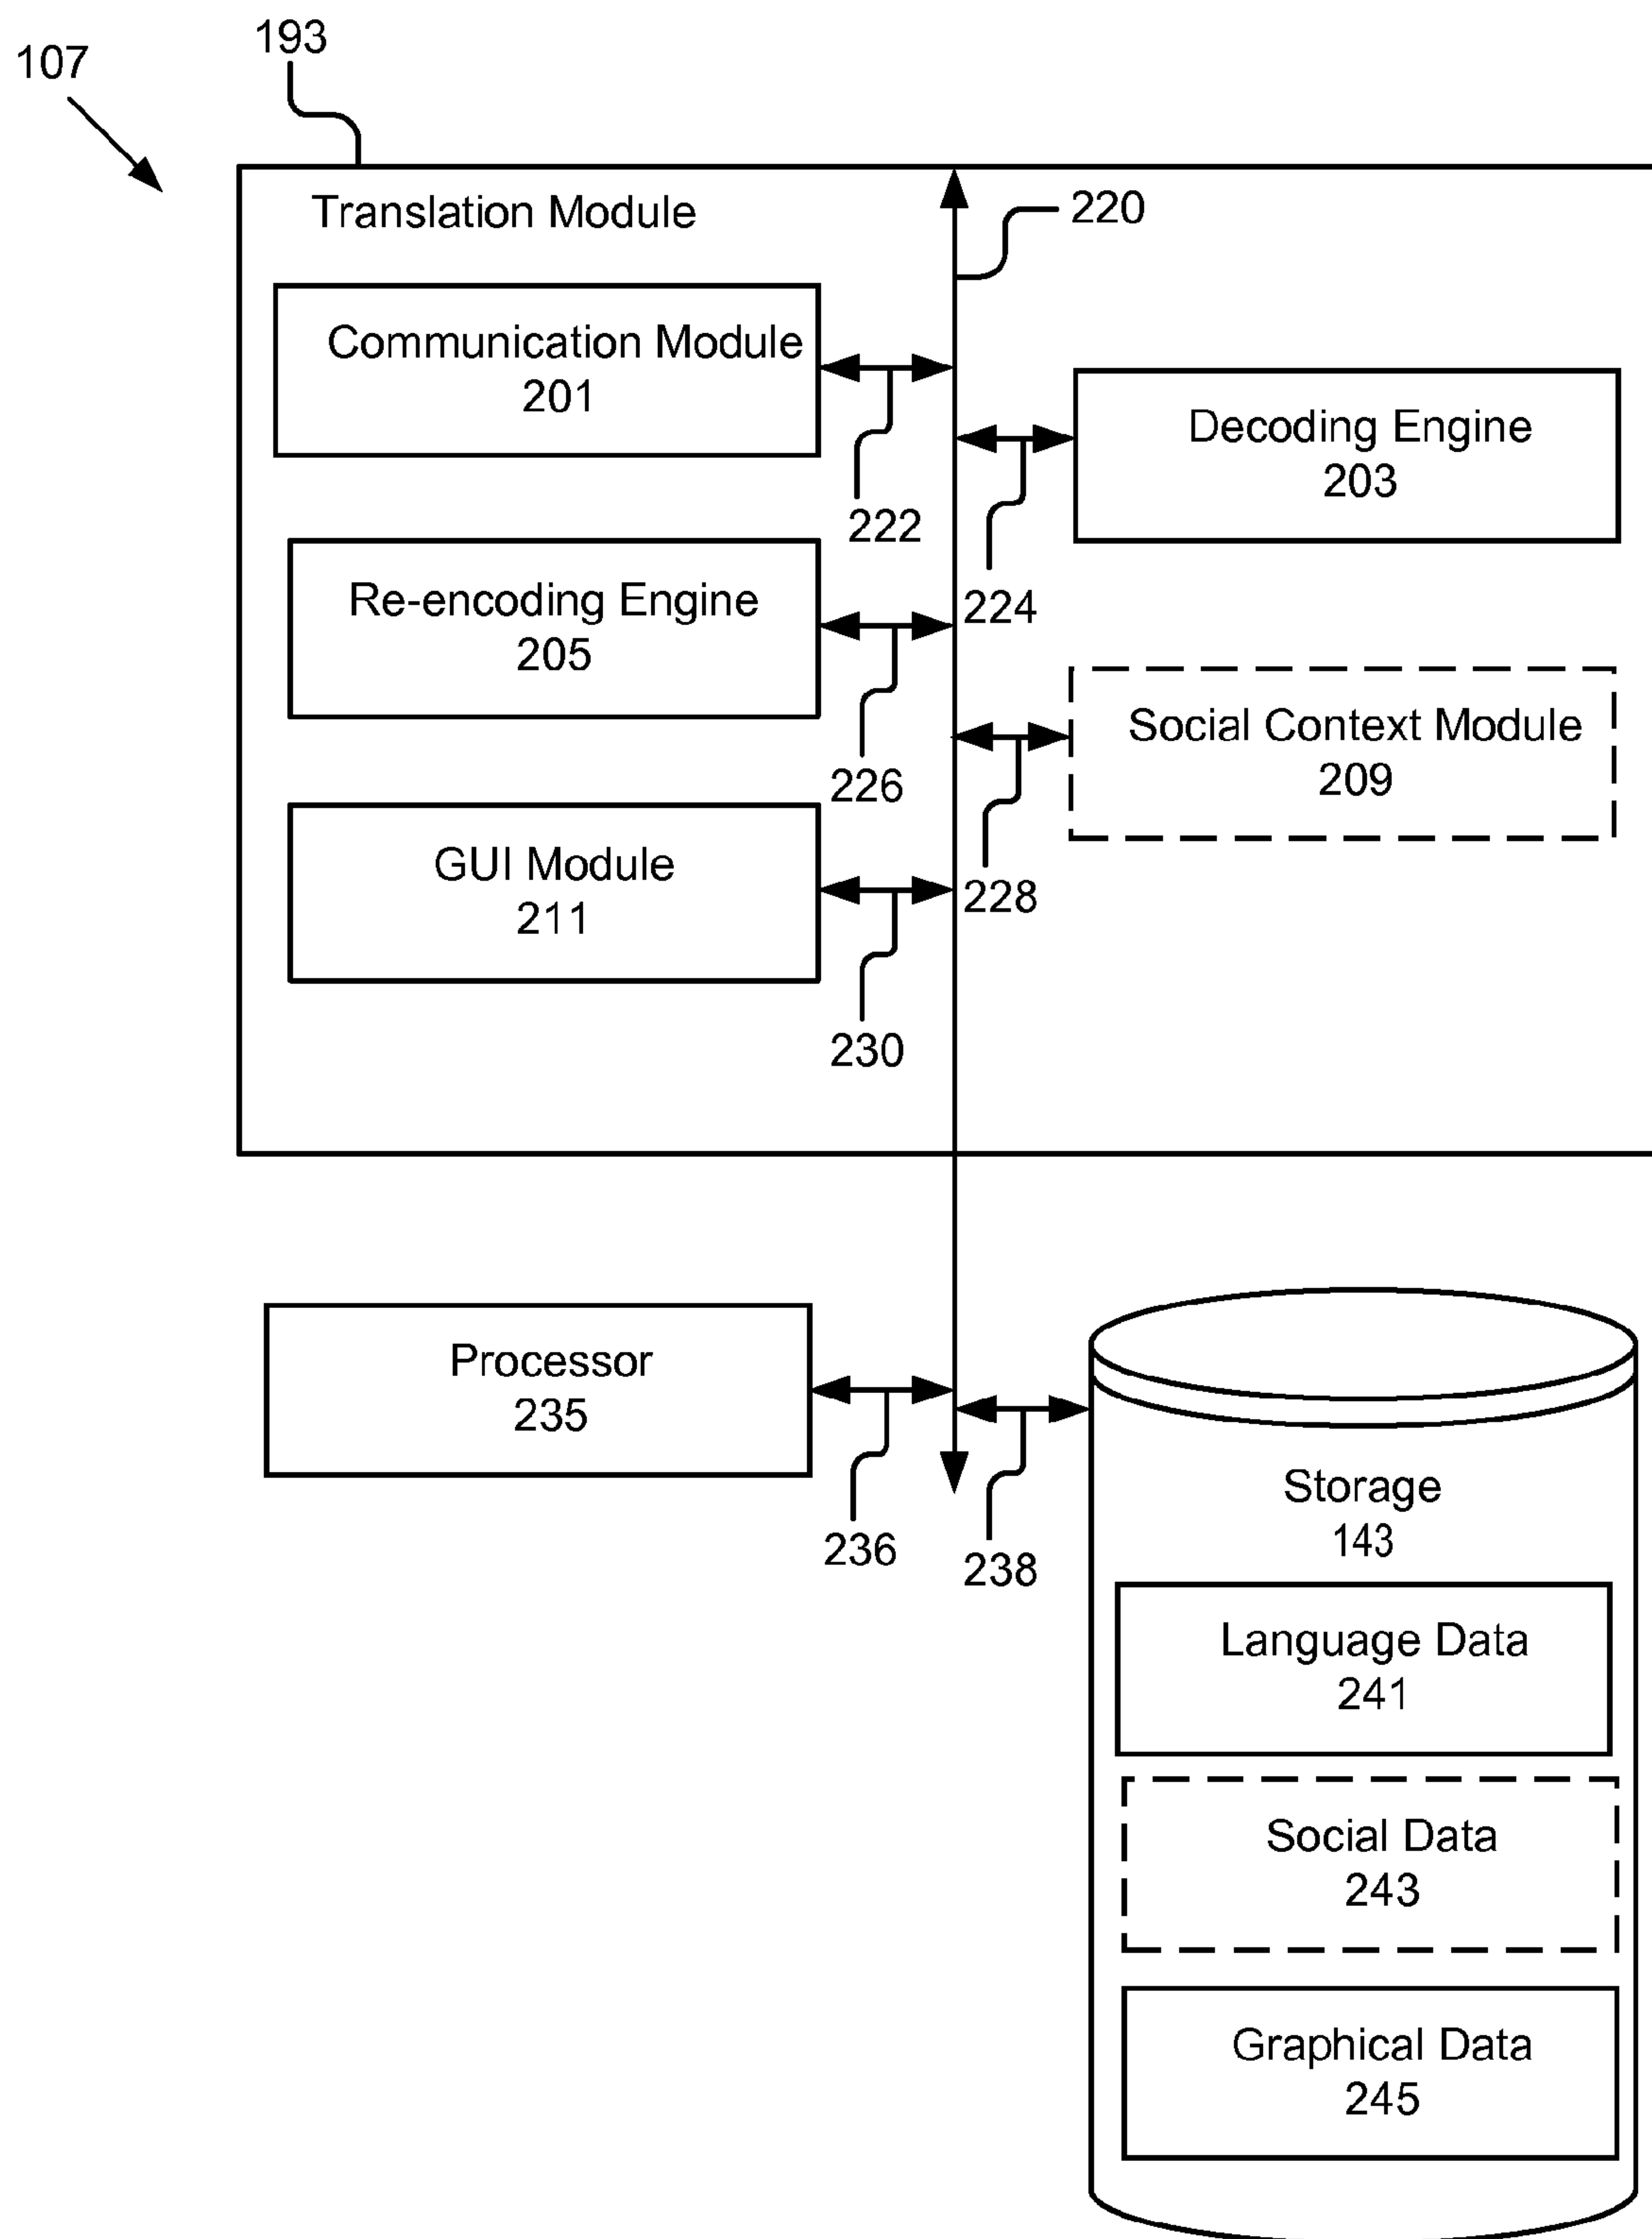 193
107
Translation Module
220
Communication Module
201
Decoding Engine
203
222
Re-encoding Engine
205
224
Social Context Module
209
226
GUI Module
211
228
230
Processor
235
Storage
143
236
238
Language Data
241
Social Data
243
Graphical Data
245